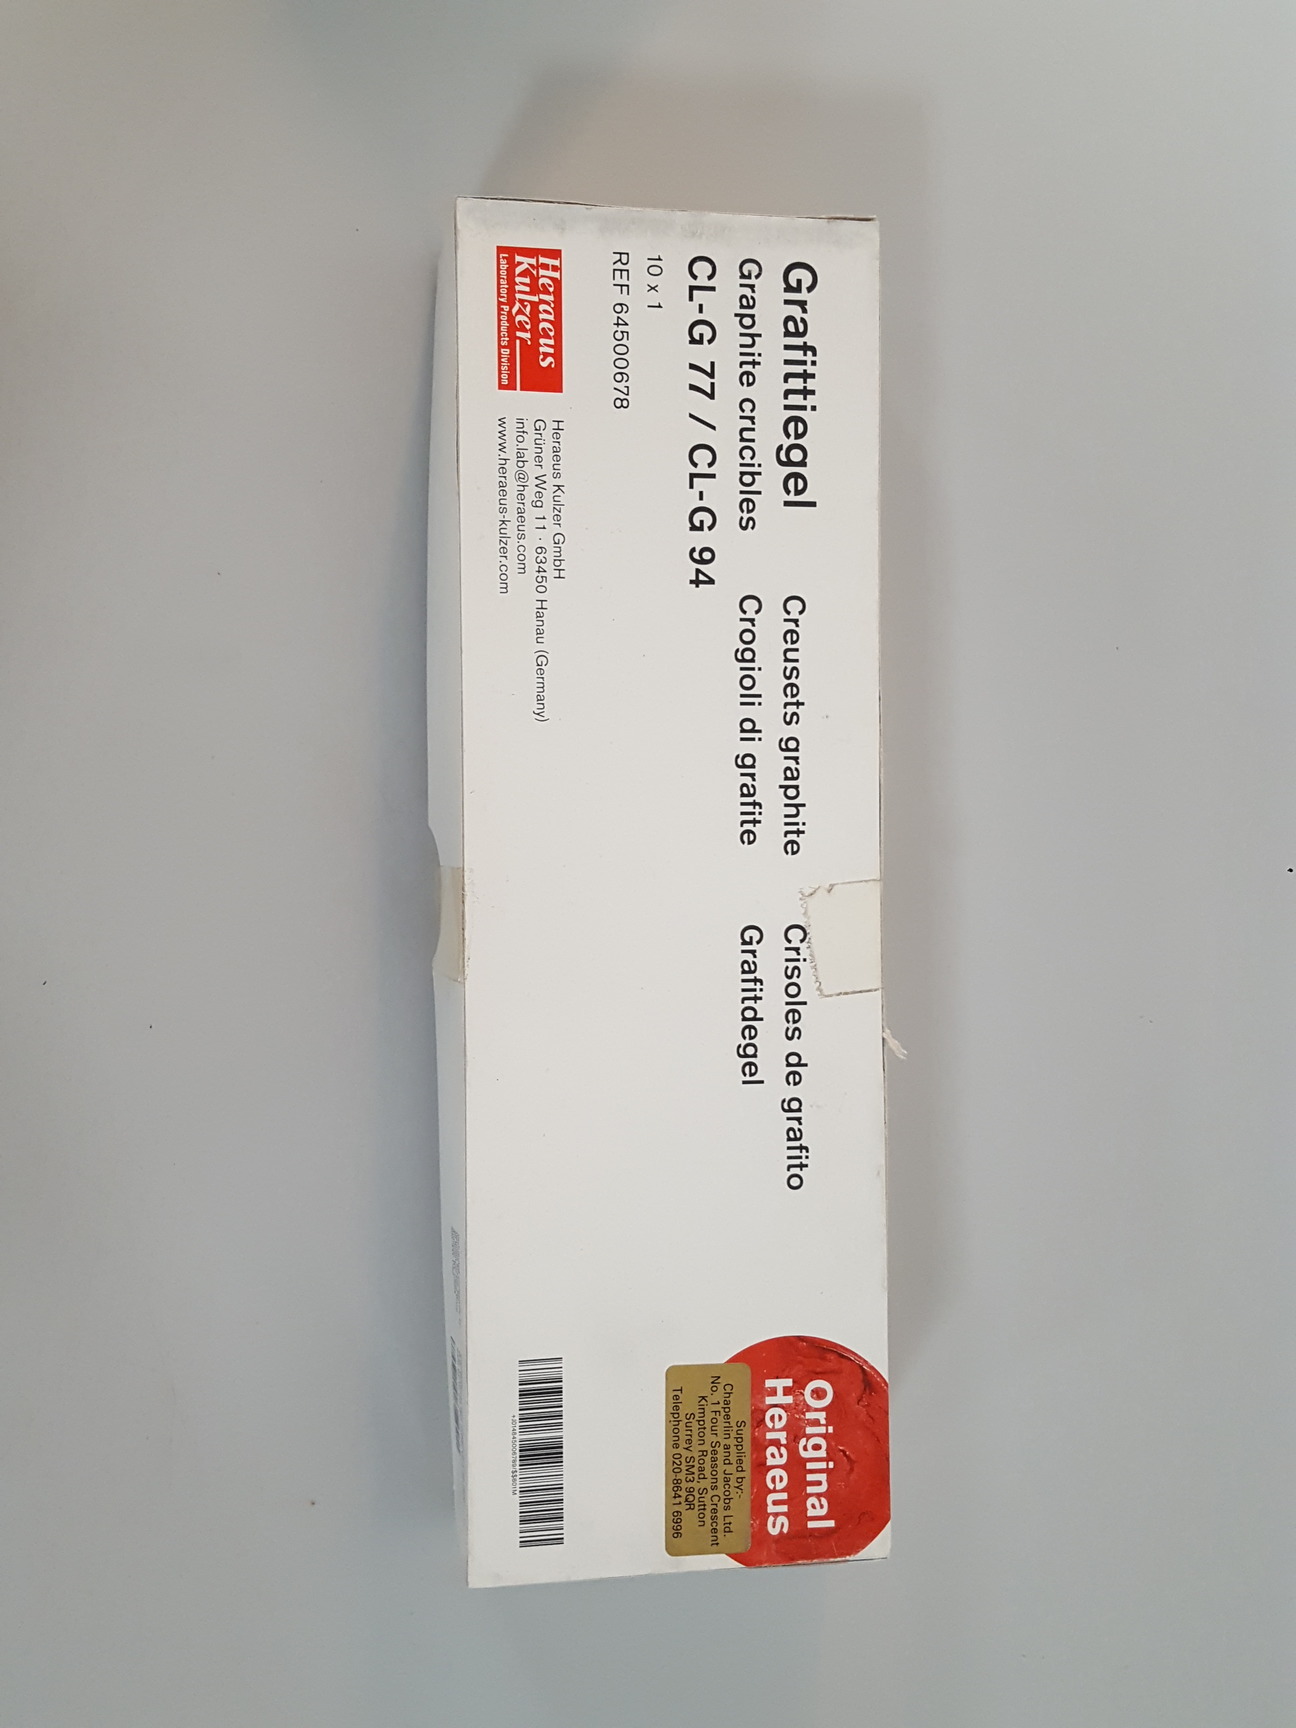 Grafittiegel Creusets graphite Crisoles de grafito
Graphite crucibles Crogioli di grafite Grafitdegel
CL-G 77 / CL-G 94
10 x 1
REF 64500678
Heraeus
Kulzer
Laboratory Products Division
Heraeus Kulzer GmbH
Grüner Weg 11 · 63450 Hanau (Germany)
info.lab@heraeus.com
www.heraeus-kulzer.com
Original
Heraeus
Supplied by:-
Chaperlin and Jacobs Ltd.
No. 1 Four Seasons Crescent
Kimpton Road, Sutton
Surrey SM3 9QR
Telephone 020-8641 6996